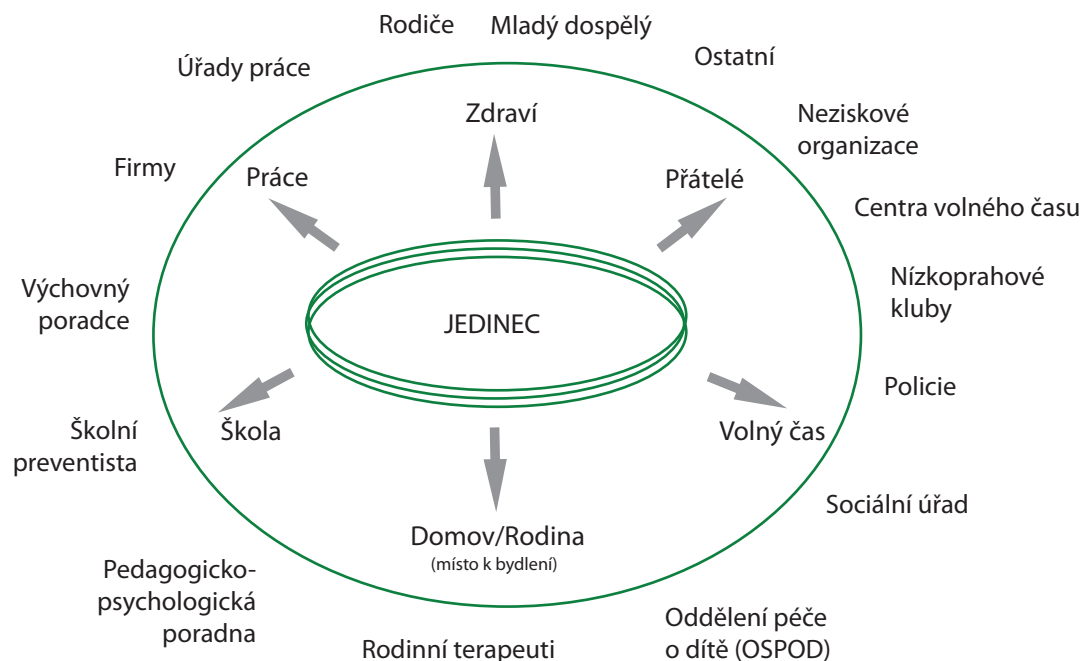 Rodiče
Mladý dospělý
Ostatní
Úřady práce
Zdraví
Neziskové
organizace
Firmy
Práce
Přátelé
Centra volného času
Výchovný
poradce
JEDINEC
Nízkoprahové
kluby
Policie
Školní
preventista
Škola
Volný čas
Sociální úřad
Domov/Rodina
(místo k bydlení)
Pedagogicko-
psychologická
poradna
Rodinní terapeuti
Oddělení péče
o dítě (OSPOD)